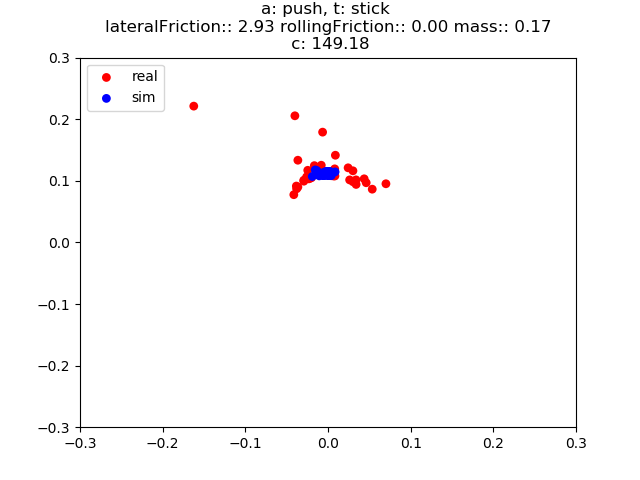 a: push, t: stick
lateralFriction:: 2.93 rollingFriction:: 0.00 mass:: 0.17
c: 149.18
real
sim
0.3
0.2
0.1
0.0
−0.1
−0.2
−0.3
−0.3
−0.2
−0.1
0.0
0.1
0.2
0.3